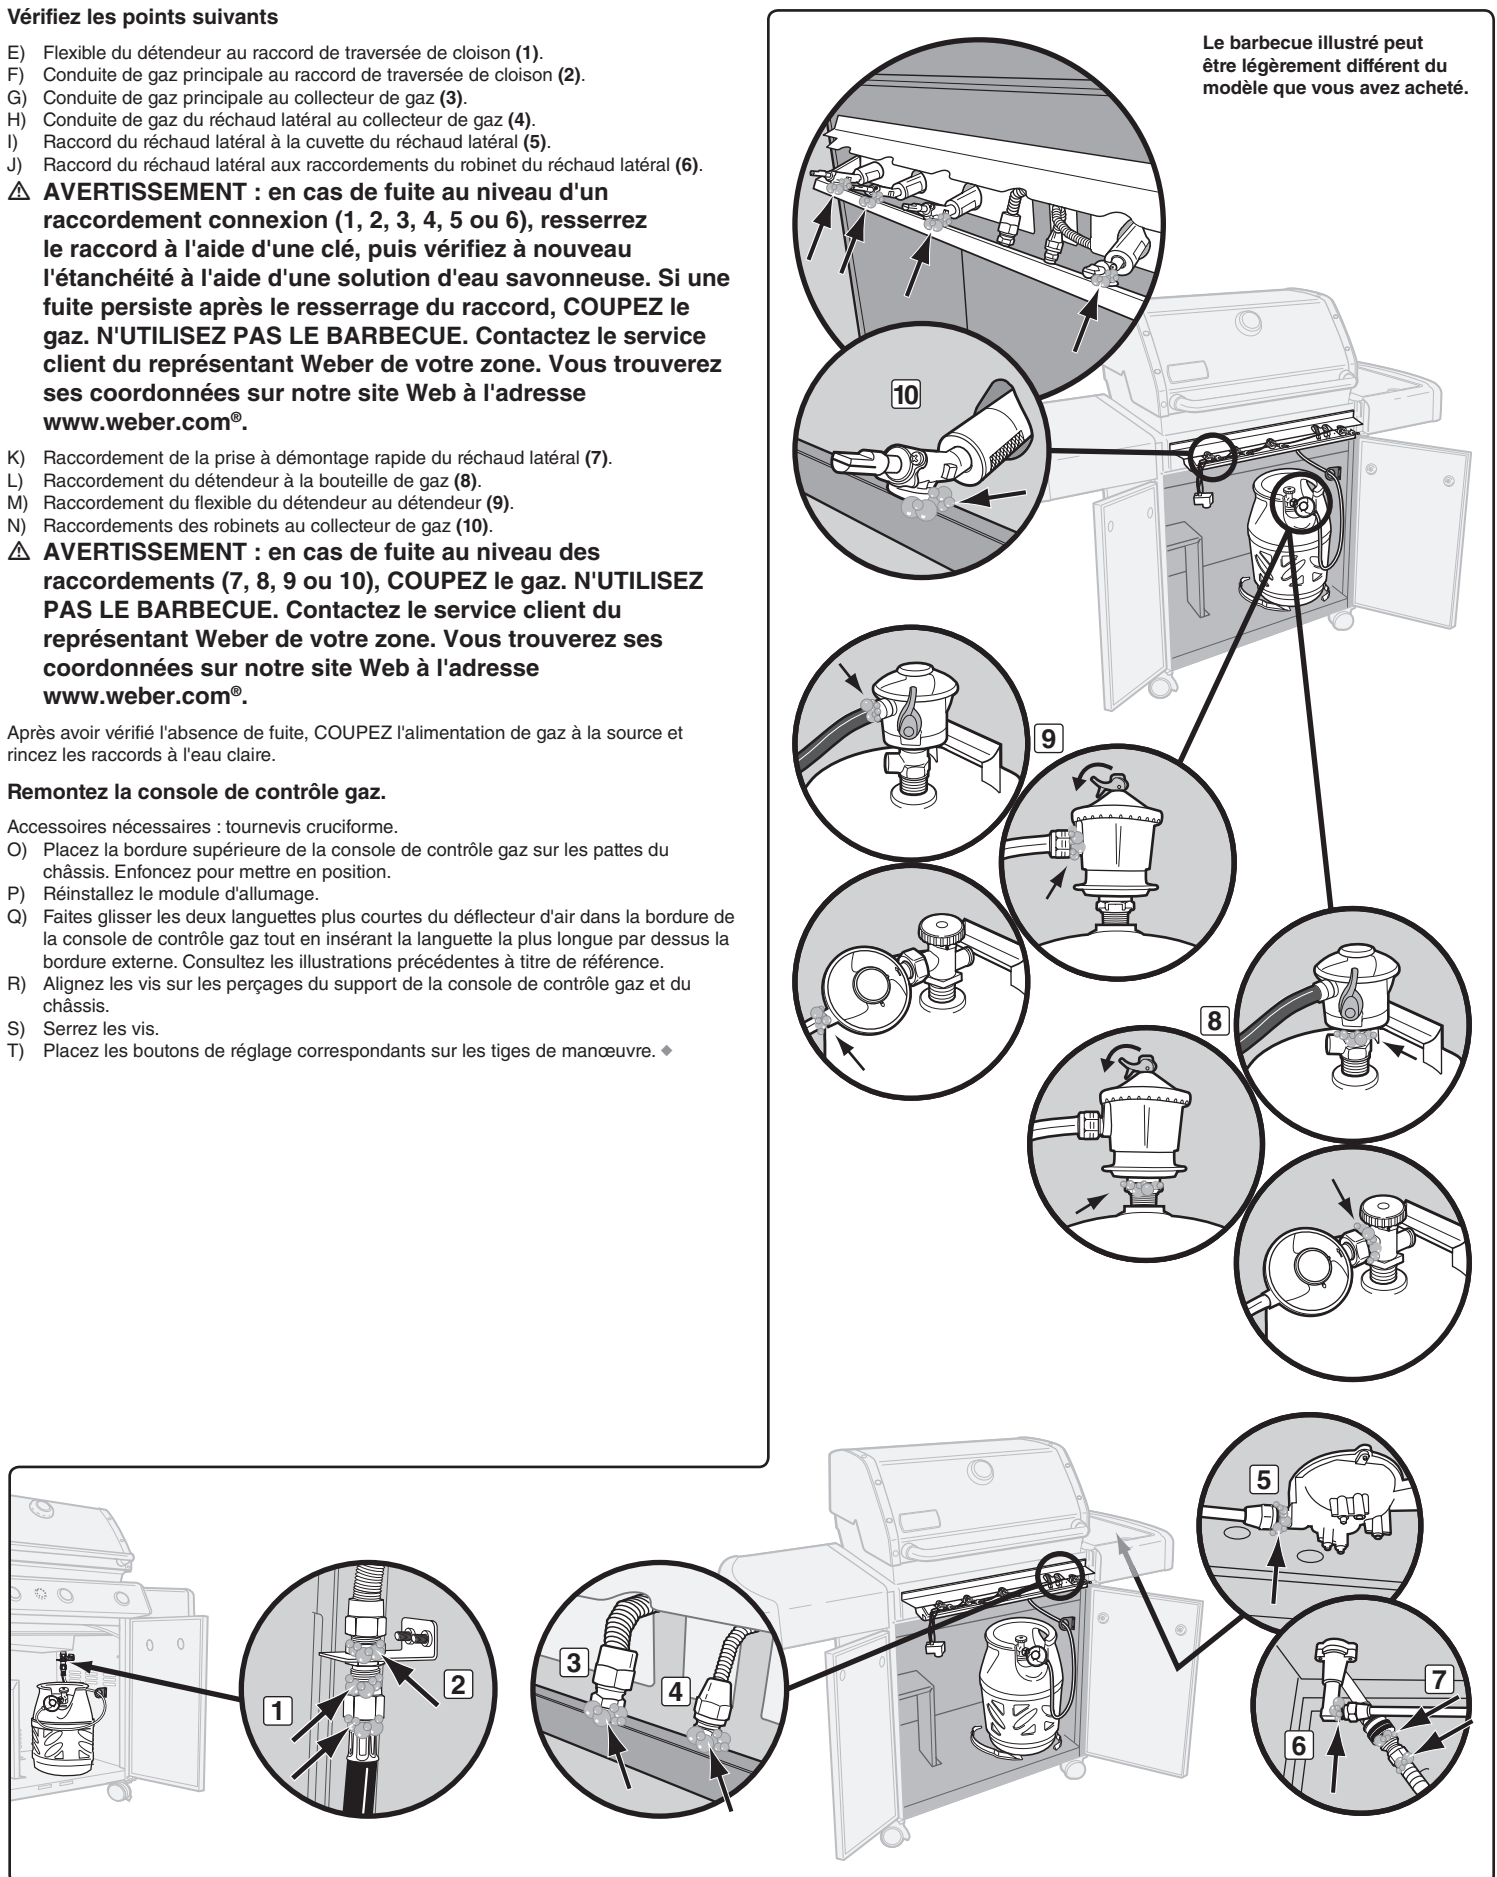 Vérifiez les points suivants
E) Flexible du détendeur au raccord de traversée de cloison (1).
F) Conduite de gaz principale au raccord de traversée de cloison (2).
G) Conduite de gaz principale au collecteur de gaz (3).
H) Conduite de gaz du réchaud latéral au collecteur de gaz (4).
I) Raccord du réchaud latéral à la cuvette du réchaud latéral (5).
J) Raccord du réchaud latéral aux raccordements du robinet du réchaud latéral (6).
⚠ AVERTISSEMENT : en cas de fuite au niveau d'un
raccordement connexion (1, 2, 3, 4, 5 ou 6), resserrez
le raccord à l'aide d'une clé, puis vérifiez à nouveau
l'étanchéité à l'aide d'une solution d'eau savonneuse. Si une
fuite persiste après le resserrage du raccord, COUPEZ le
gaz. N'UTILISEZ PAS LE BARBECUE. Contactez le service
client du représentant Weber de votre zone. Vous trouverez
ses coordonnées sur notre site Web à l'adresse
www.weber.com®.
K) Raccordement de la prise à démontage rapide du réchaud latéral (7).
L) Raccordement du détendeur à la bouteille de gaz (8).
M) Raccordement du flexible du détendeur au détendeur (9).
N) Raccordements des robinets au collecteur de gaz (10).
⚠ AVERTISSEMENT : en cas de fuite au niveau des
raccordements (7, 8, 9 ou 10), COUPEZ le gaz. N'UTILISEZ
PAS LE BARBECUE. Contactez le service client du
représentant Weber de votre zone. Vous trouverez ses
coordonnées sur notre site Web à l'adresse
www.weber.com®.
Après avoir vérifié l'absence de fuite, COUPEZ l'alimentation de gaz à la source et
rincez les raccords à l'eau claire.
Remontez la console de contrôle gaz.
Accessoires nécessaires : tournevis cruciforme.
O) Placez la bordure supérieure de la console de contrôle gaz sur les pattes du
châssis. Enfoncez pour mettre en position.
P) Réinstallez le module d'allumage.
Q) Faites glisser les deux languettes plus courtes du déflecteur d'air dans la bordure de
la console de contrôle gaz tout en insérant la languette la plus longue par dessus la
bordure externe. Consultez les illustrations précédentes à titre de référence.
R) Alignez les vis sur les perçages du support de la console de contrôle gaz et du
châssis.
S) Serrez les vis.
T) Placez les boutons de réglage correspondants sur les tiges de manœuvre. ◆
Le barbecue illustré peut
être légèrement différent du
modèle que vous avez acheté.
10
9
8
5
3
4
2
1
7
6